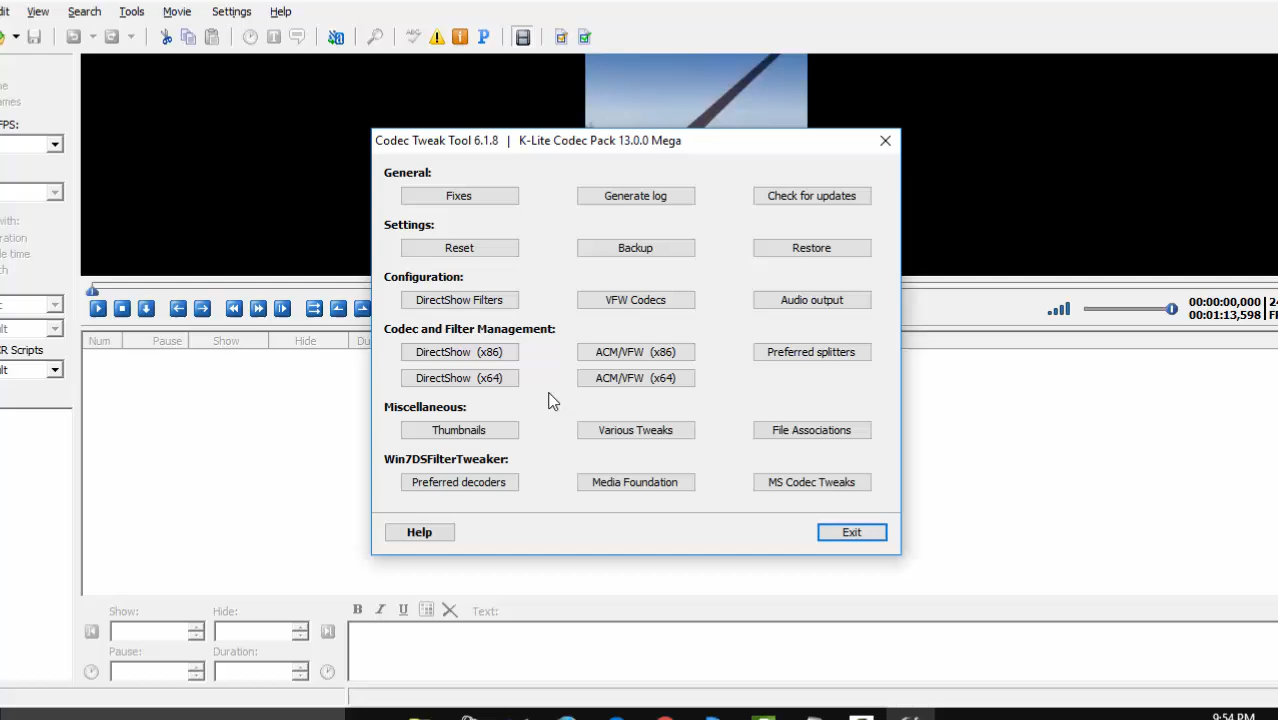 dit View Search Tools Movie Settings Help
ABC P
Codec Tweak Tool 6.1.8 | K-Lite Codec Pack 13.0.0 Mega
General:
Fixes Generate log Check for updates
Settings:
Reset Backup Restore
Configuration:
DirectShow Filters VFW Codecs Audio output
Codec and Filter Management:
DirectShow (x86) ACM/VFW (x86) Preferred splitters
DirectShow (x64) ACM/VFW (x64)
Miscellaneous:
Thumbnails Various Tweaks File Associations
Win7DSFilterTweaker:
Preferred decoders Media Foundation MS Codec Tweaks
Help Exit
FPS:
with:
R Scripts
00:00:00,000
00:01:13,598
Num Pause Show Hide Du
Show: Hide: B I U Text:
Pause: Duration:
9:54 PM